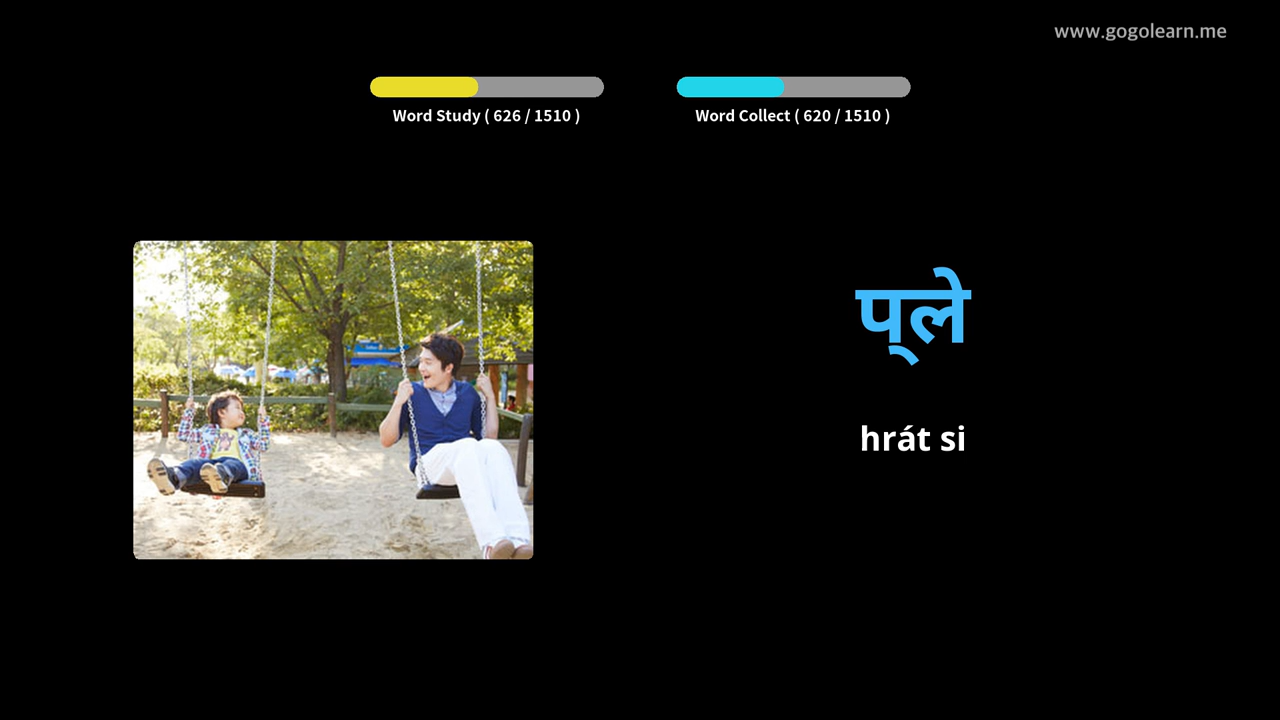 www.gogolearn.me
Word Study ( 626 / 1510 )
Word Collect ( 620 / 1510 )
प्‌ले
hrát si